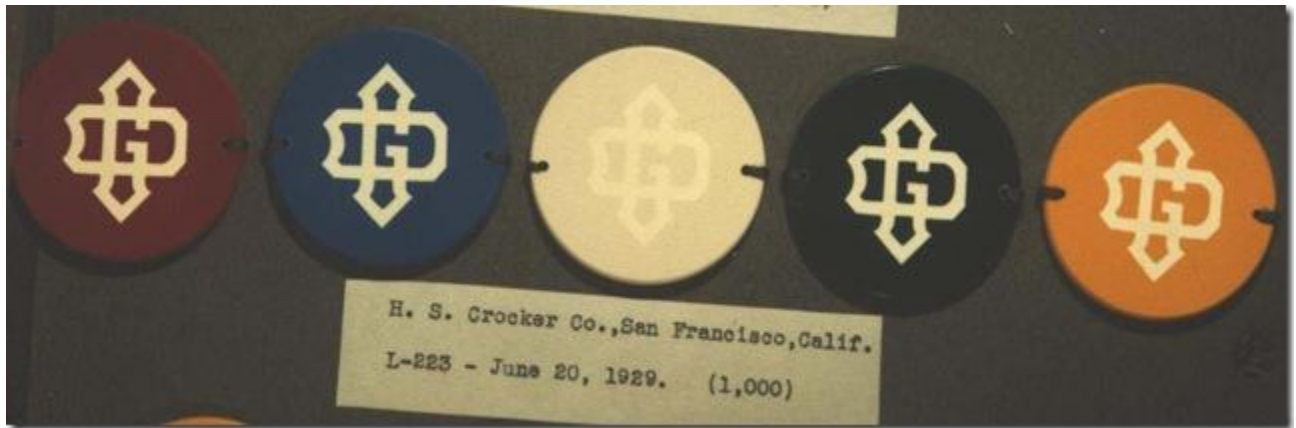 H. S. Crocker Co.,San Francisco,Calif.
L-223 - June 20, 1929. (1,000)